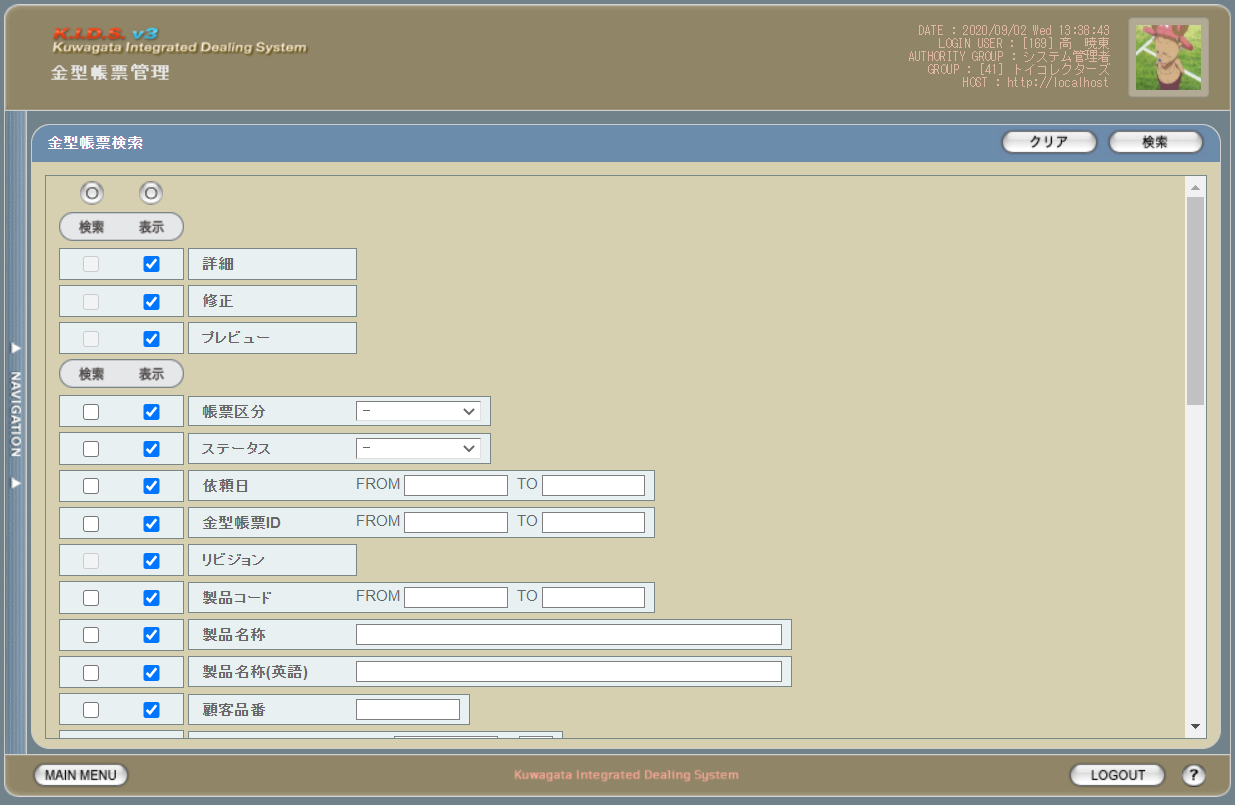 K.I.D.S. v3
Kuwagata Integrated Dealing System
金型帳票管理
DATE : 2020/09/02 Wed 13:38:43
LOGIN USER : [169] 高 暁東
AUTHORITY GROUP : システム管理者
GROUP : [41] トイコレクターズ
HOST : http://localhost
金型帳票検索
クリア 検索
検索 表示
詳細
修正
プレビュー
検索 表示
帳票区分 -
ステータス -
依頼日 FROM TO
金型帳票ID FROM TO
リビジョン
製品コード FROM TO
製品名称
製品名称(英語)
顧客品番
NAVIGATION
MAIN MENU Kuwagata Integrated Dealing System LOGOUT ?